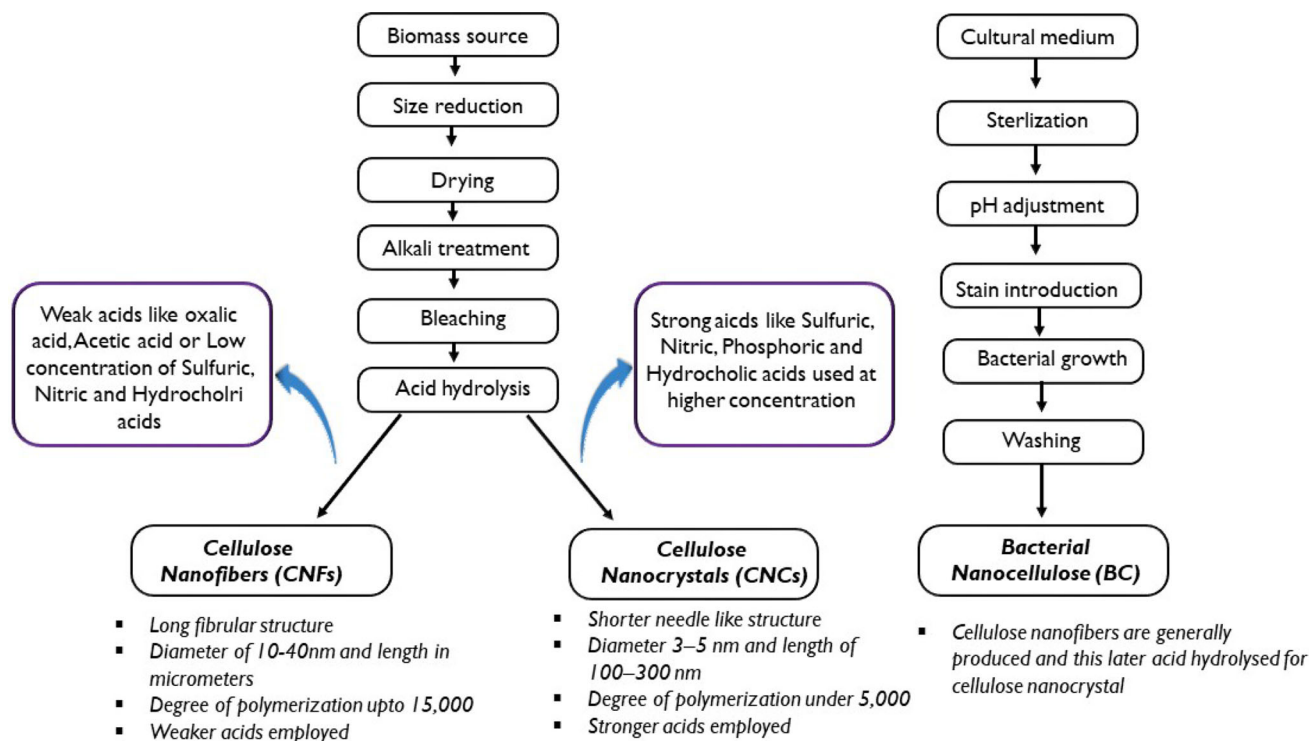 Biomass source
Size reduction
Drying
Alkali treatment
Bleaching
Acid hydrolysis
Weak acids like oxalic
acid, Acetic acid or Low
concentration of Sulfuric,
Nitric and Hydrocholri
acids
Strong aicds like Sulfuric,
Nitric, Phosphoric and
Hydrocholic acids used at
higher concentration
Cellulose
Nanofibers (CNFs)
▪ Long fibrular structure
▪ Diameter of 10-40nm and length in
micrometers
▪ Degree of polymerization upto 15,000
▪ Weaker acids employed
Cellulose
Nanocrystals (CNCs)
▪ Shorter needle like structure
▪ Diameter 3–5 nm and length of
100–300 nm
▪ Degree of polymerization under 5,000
▪ Stronger acids employed
Cultural medium
Sterlization
pH adjustment
Stain introduction
Bacterial growth
Washing
Bacterial
Nanocellulose (BC)
▪ Cellulose nanofibers are generally
produced and this later acid hydrolysed for
cellulose nanocrystal